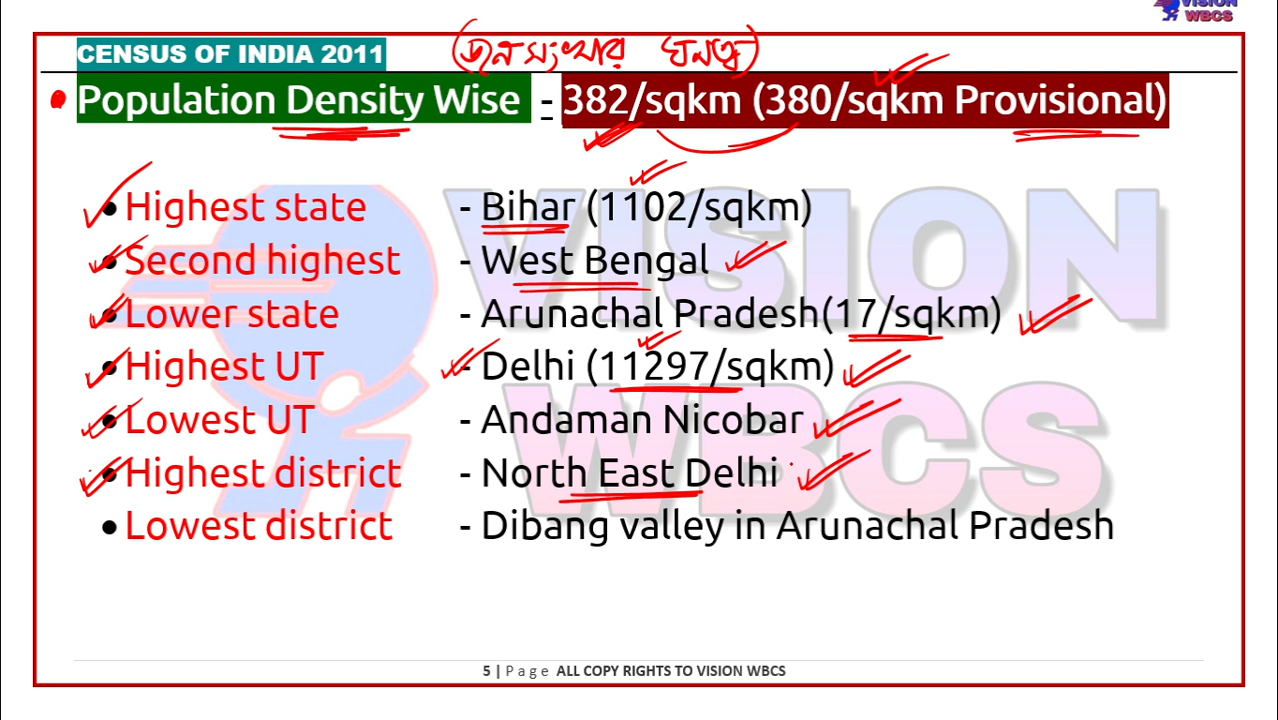 VISION
WBCS
CENSUS OF INDIA 2011 (জনসংখ্যার ঘনত্ব)
Population Density Wise - 382/sqkm (380/sqkm Provisional)
• Highest state - Bihar (1102/sqkm)
• Second highest - West Bengal
• Lower state - Arunachal Pradesh(17/sqkm)
• Highest UT - Delhi (11297/sqkm)
• Lowest UT - Andaman Nicobar
• Highest district - North East Delhi
• Lowest district - Dibang valley in Arunachal Pradesh
VISION
WBCS
5 | Page ALL COPY RIGHTS TO VISION WBCS